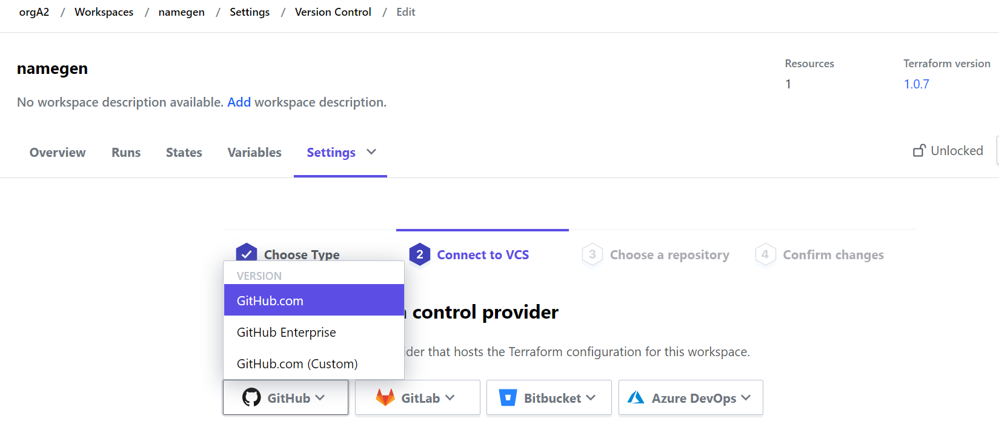 orgA2 / Workspaces / namegen / Settings / Version Control / Edit
namegen
Resources
1
Terraform version
1.0.7
No workspace description available. Add workspace description.
Overview Runs States Variables Settings
Unlocked
Choose Type
2 Connect to VCS
3 Choose a repository
4 Confirm changes
VERSION
GitHub.com
GitHub Enterprise
GitHub.com (Custom)
control provider
that hosts the Terraform configuration for this workspace.
GitHub GitLab Bitbucket Azure DevOps